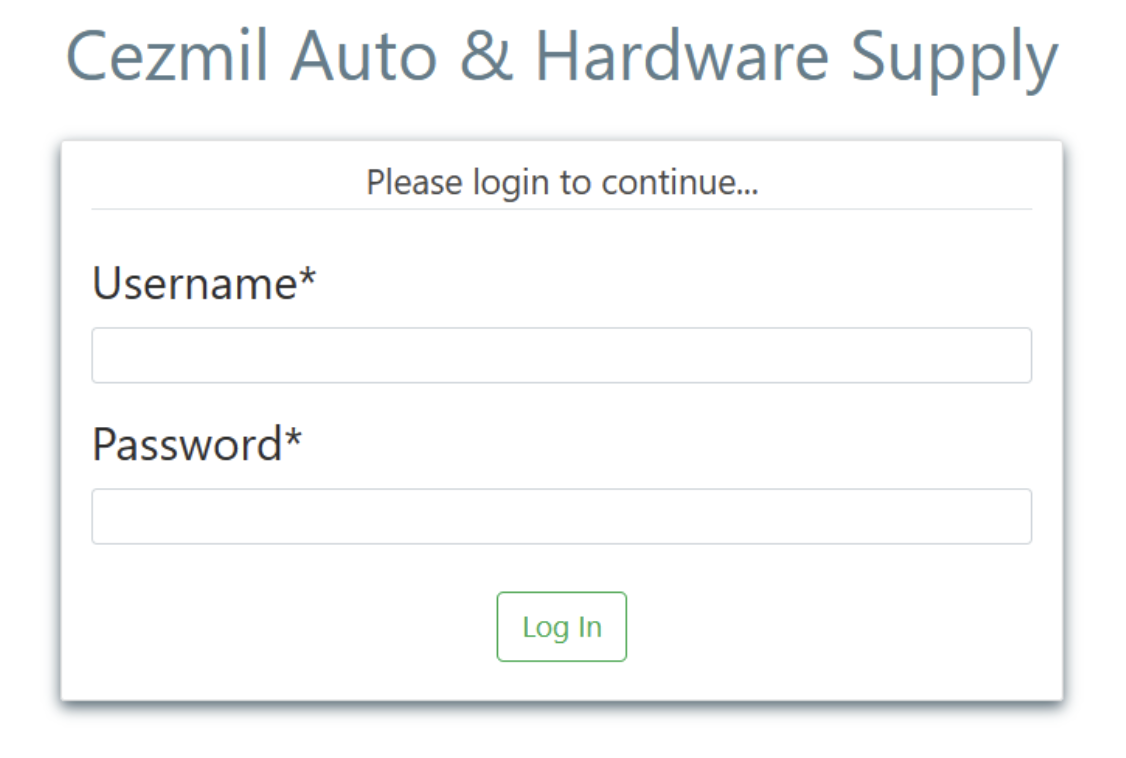 Cezmil Auto & Hardware Supply
Please login to continue...
Username*
Password*
Log In